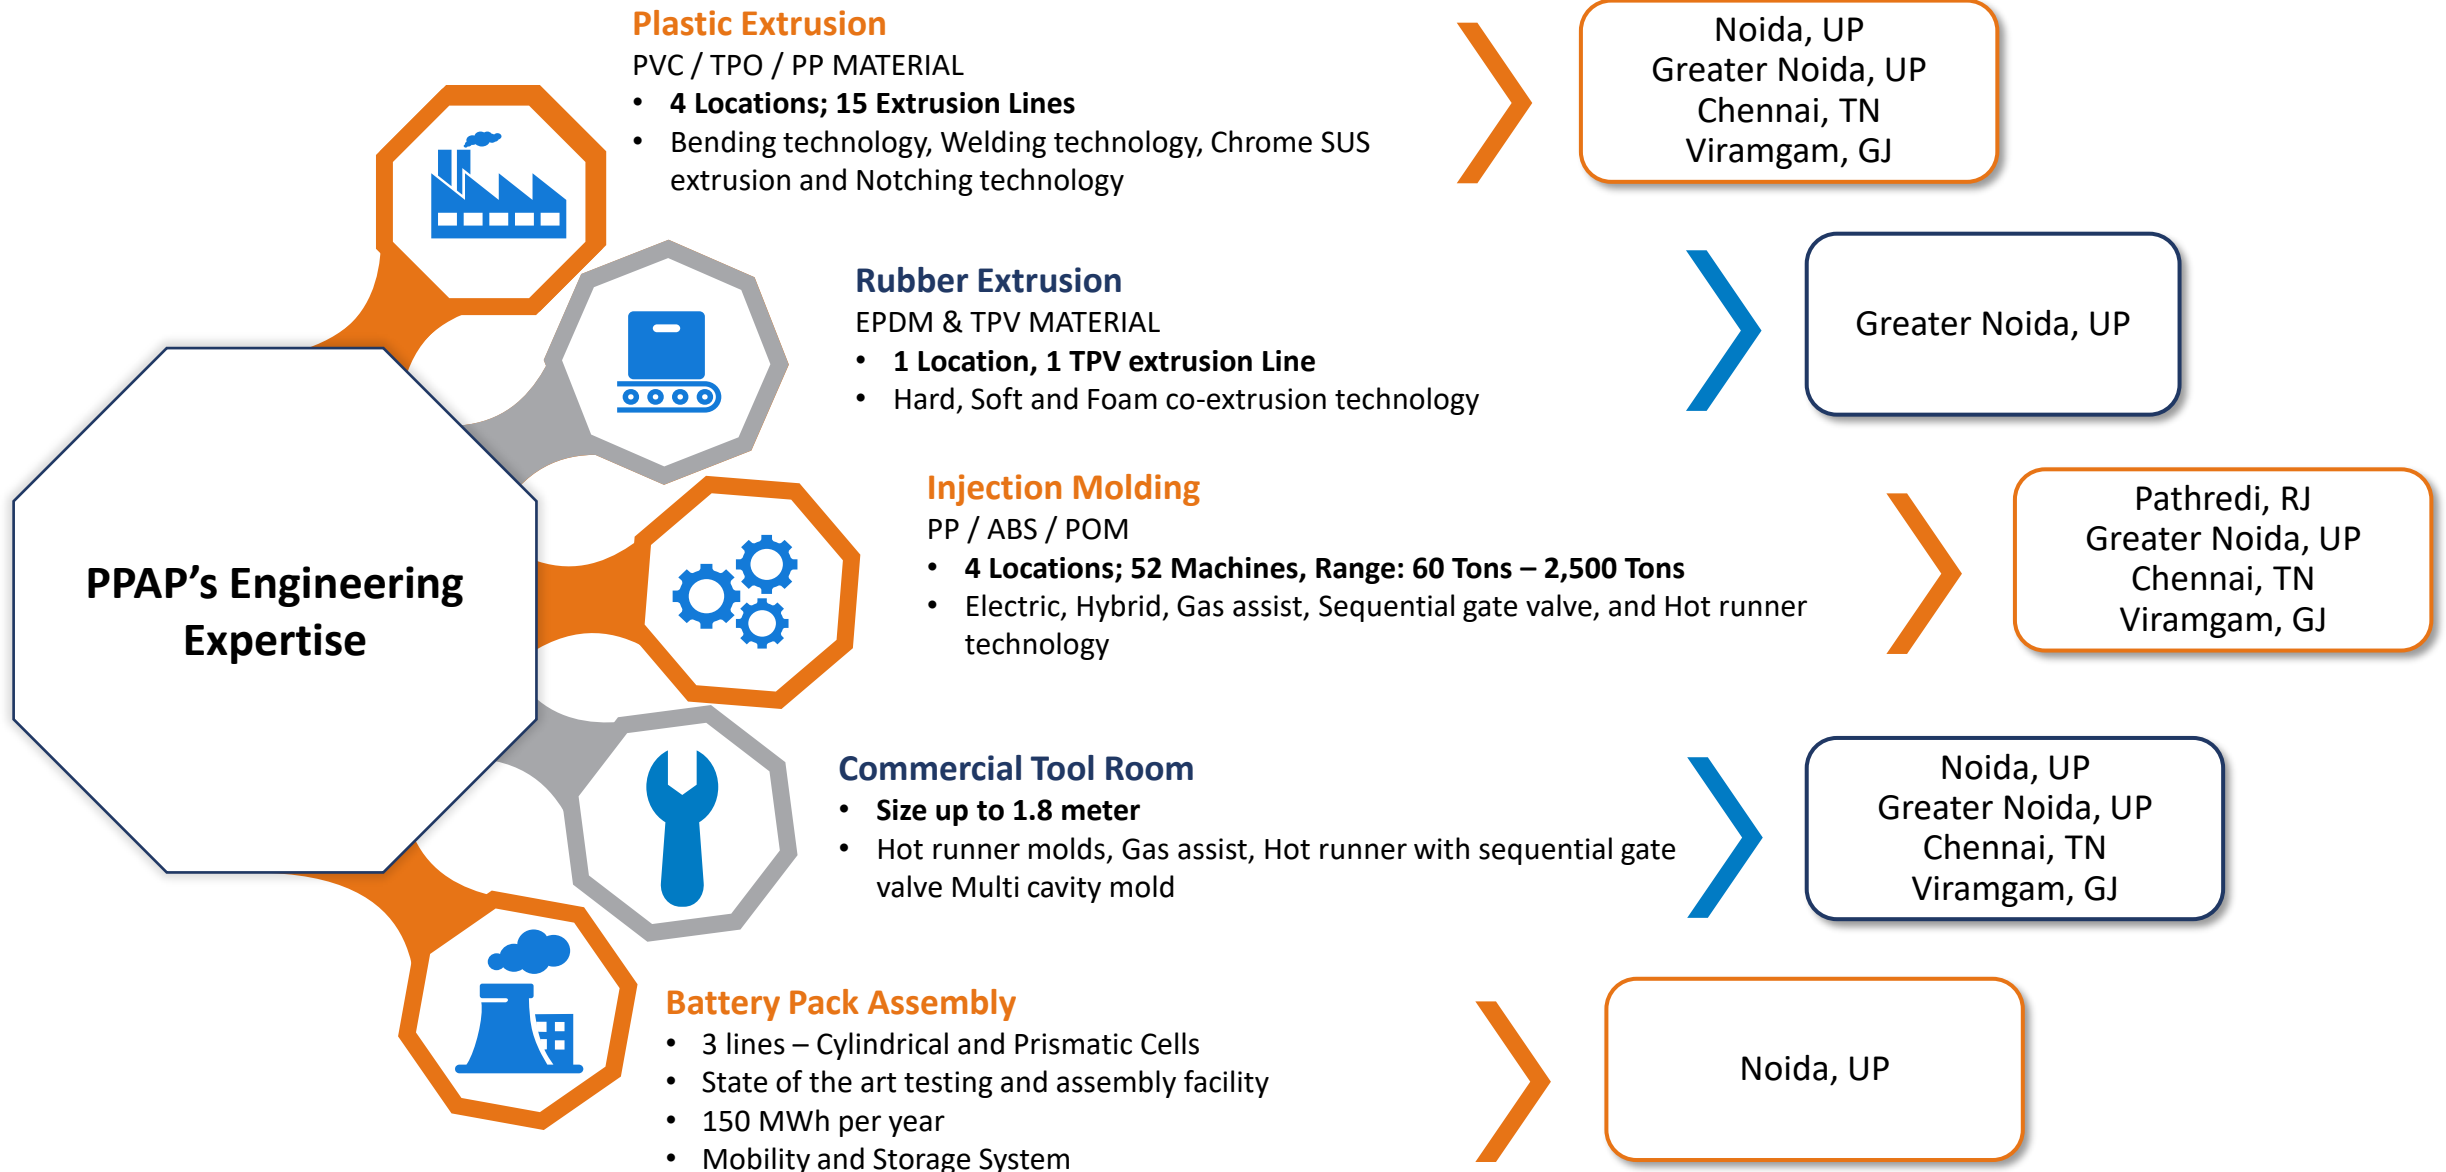 Plastic Extrusion
PVC / TPO / PP MATERIAL
• 4 Locations; 15 Extrusion Lines
• Bending technology, Welding technology, Chrome SUS
extrusion and Notching technology
Noida, UP
Greater Noida, UP
Chennai, TN
Viramgam, GJ
Rubber Extrusion
EPDM & TPV MATERIAL
• 1 Location, 1 TPV extrusion Line
• Hard, Soft and Foam co-extrusion technology
Greater Noida, UP
PPAP’s Engineering
Expertise
Injection Molding
PP / ABS / POM
• 4 Locations; 52 Machines, Range: 60 Tons – 2,500 Tons
• Electric, Hybrid, Gas assist, Sequential gate valve, and Hot runner
technology
Pathredi, RJ
Greater Noida, UP
Chennai, TN
Viramgam, GJ
Commercial Tool Room
• Size up to 1.8 meter
• Hot runner molds, Gas assist, Hot runner with sequential gate
valve Multi cavity mold
Noida, UP
Greater Noida, UP
Chennai, TN
Viramgam, GJ
Battery Pack Assembly
• 3 lines – Cylindrical and Prismatic Cells
• State of the art testing and assembly facility
• 150 MWh per year
• Mobility and Storage System
Noida, UP